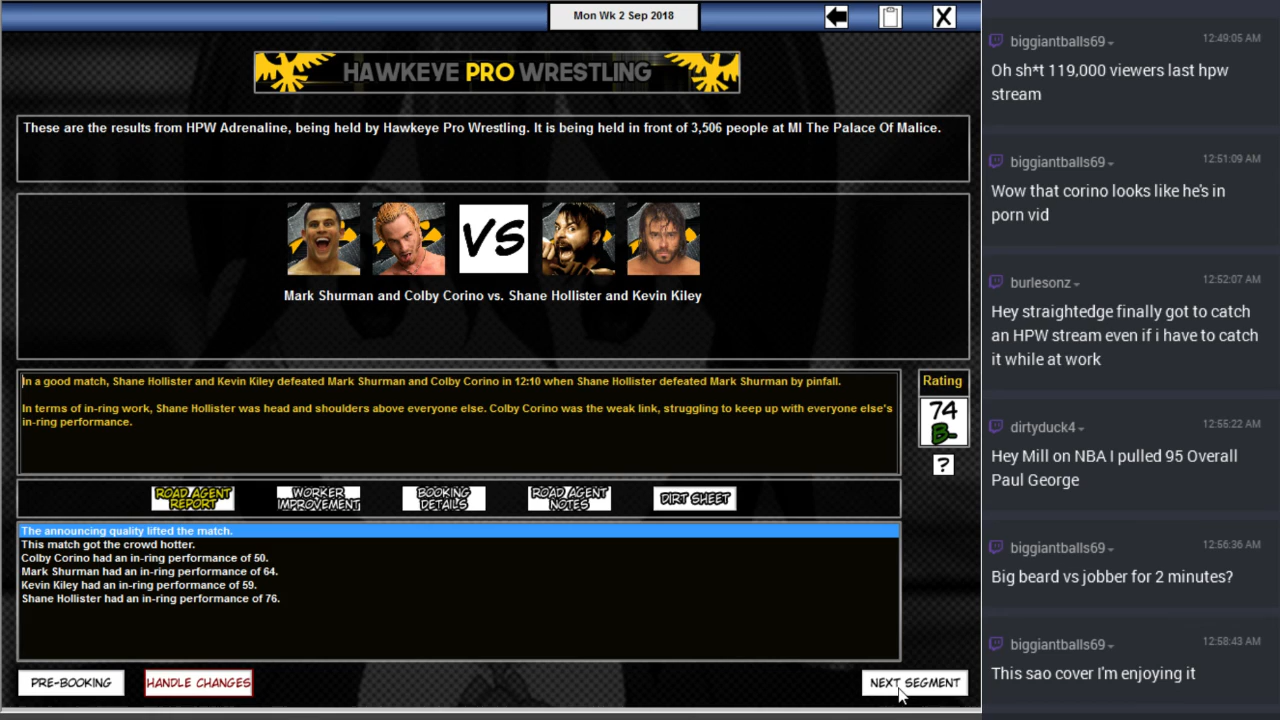 Mon Wk 2 Sep 2018
HAWKEYE PRO WRESTLING
These are the results from HPW Adrenaline, being held by Hawkeye Pro Wrestling. It is being held in front of 3,506 people at MI The Palace Of Malice.
VS
Mark Shurman and Colby Corino vs. Shane Hollister and Kevin Kiley
In a good match, Shane Hollister and Kevin Kiley defeated Mark Shurman and Colby Corino in 12:10 when Shane Hollister defeated Mark Shurman by pinfall.
In terms of in-ring work, Shane Hollister was head and shoulders above everyone else. Colby Corino was the weak link, struggling to keep up with everyone else's
in-ring performance.
Rating
74
B-
?
ROAD AGENT
REPORT
WORKER
IMPROVEMENT
BOOKING
DETAILS
ROAD AGENT
NOTES
DIRT SHEET
The announcing quality lifted the match.
This match got the crowd hotter.
Colby Corino had an in-ring performance of 50.
Mark Shurman had an in-ring performance of 64.
Kevin Kiley had an in-ring performance of 59.
Shane Hollister had an in-ring performance of 76.
PRE-BOOKING
HANDLE CHANGES
NEXT SEGMENT
biggiantballs69
12:49:05 AM
Oh sh*t 119,000 viewers last hpw
stream
biggiantballs69
12:51:09 AM
Wow that corino looks like he's in
porn vid
burlesonz
12:52:07 AM
Hey straightedge finally got to catch
an HPW stream even if i have to catch
it while at work
dirtyduck4
12:55:22 AM
Hey Mill on NBA I pulled 95 Overall
Paul George
biggiantballs69
12:56:36 AM
Big beard vs jobber for 2 minutes?
biggiantballs69
12:58:43 AM
This sao cover I'm enjoying it